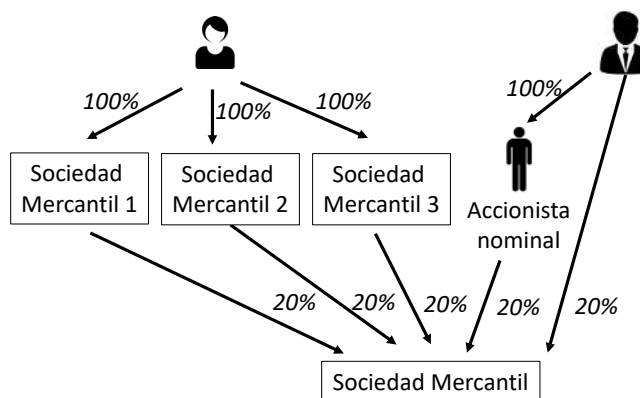 100%
100%
100%
100%
Sociedad
Mercantil 1
Sociedad
Mercantil 2
Sociedad
Mercantil 3
Accionista
nominal
20%
20%
20%
20%
20%
Sociedad Mercantil